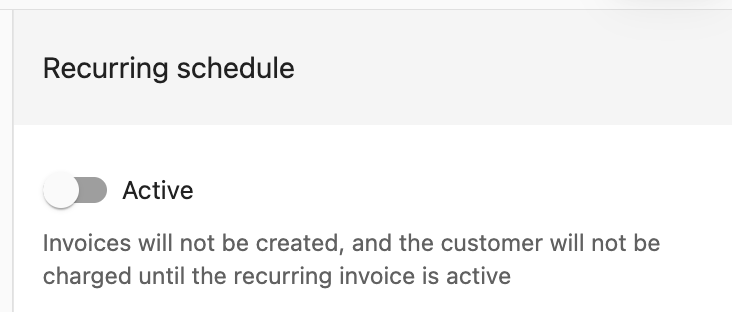 Recurring schedule
Active
Invoices will not be created, and the customer will not be
charged until the recurring invoice is active